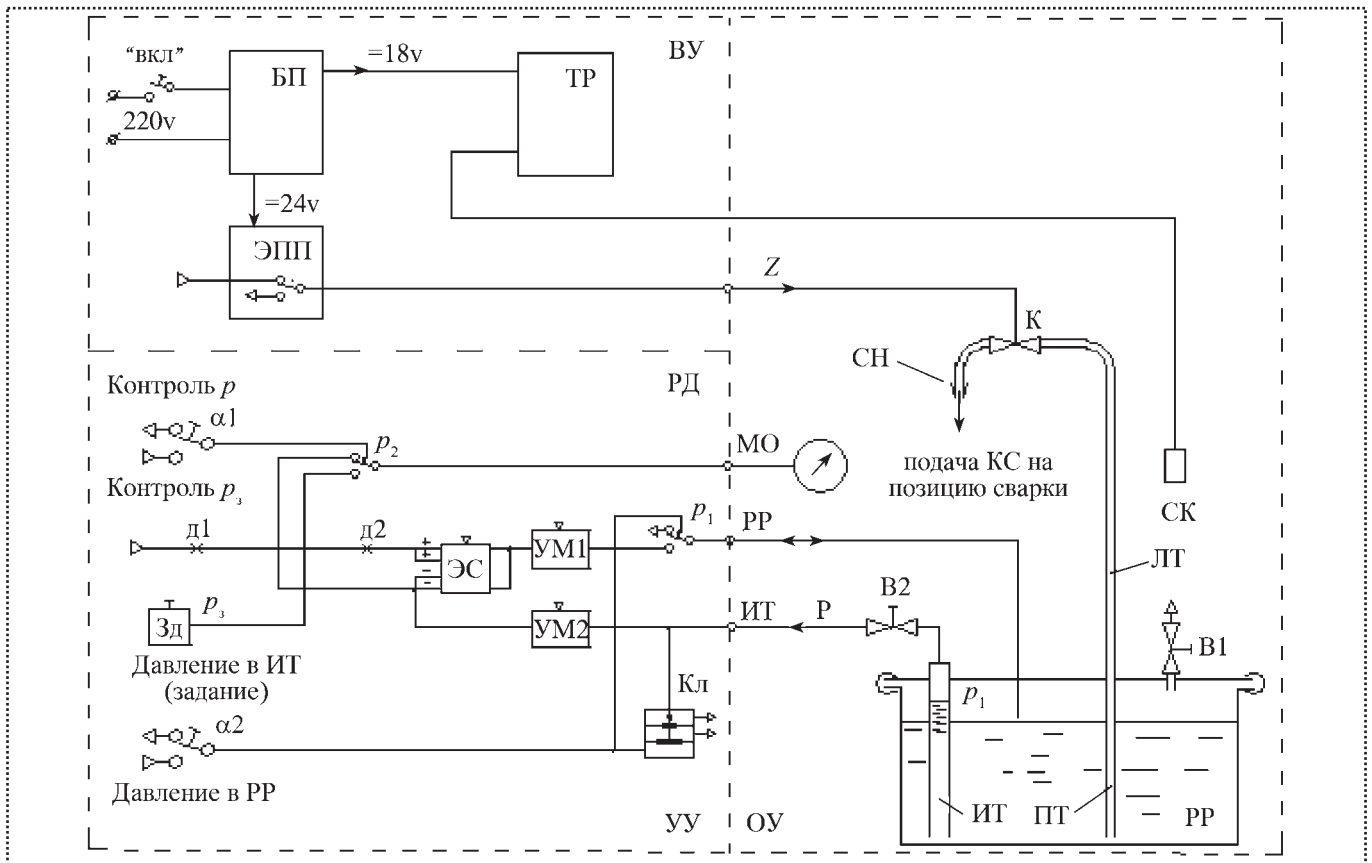 ВУ
“вкл”
=18v
БП
ТР
220v
=24v
ЭПП
Z
К
СН
Контроль p
РД
α1
p₂
МО
подача КС на
позицию сварки
Контроль pз
СК
p₁
РР
д1
д2
+
+
УМ1
ЭС
-
-
ЛТ
В2
ИТ
Р
pз
Зд
УМ2
В1
Давление в ИТ
(задание)
Кл
p₁
α2
Давление в РР
ИТ
ПТ
РР
УУ
ОУ